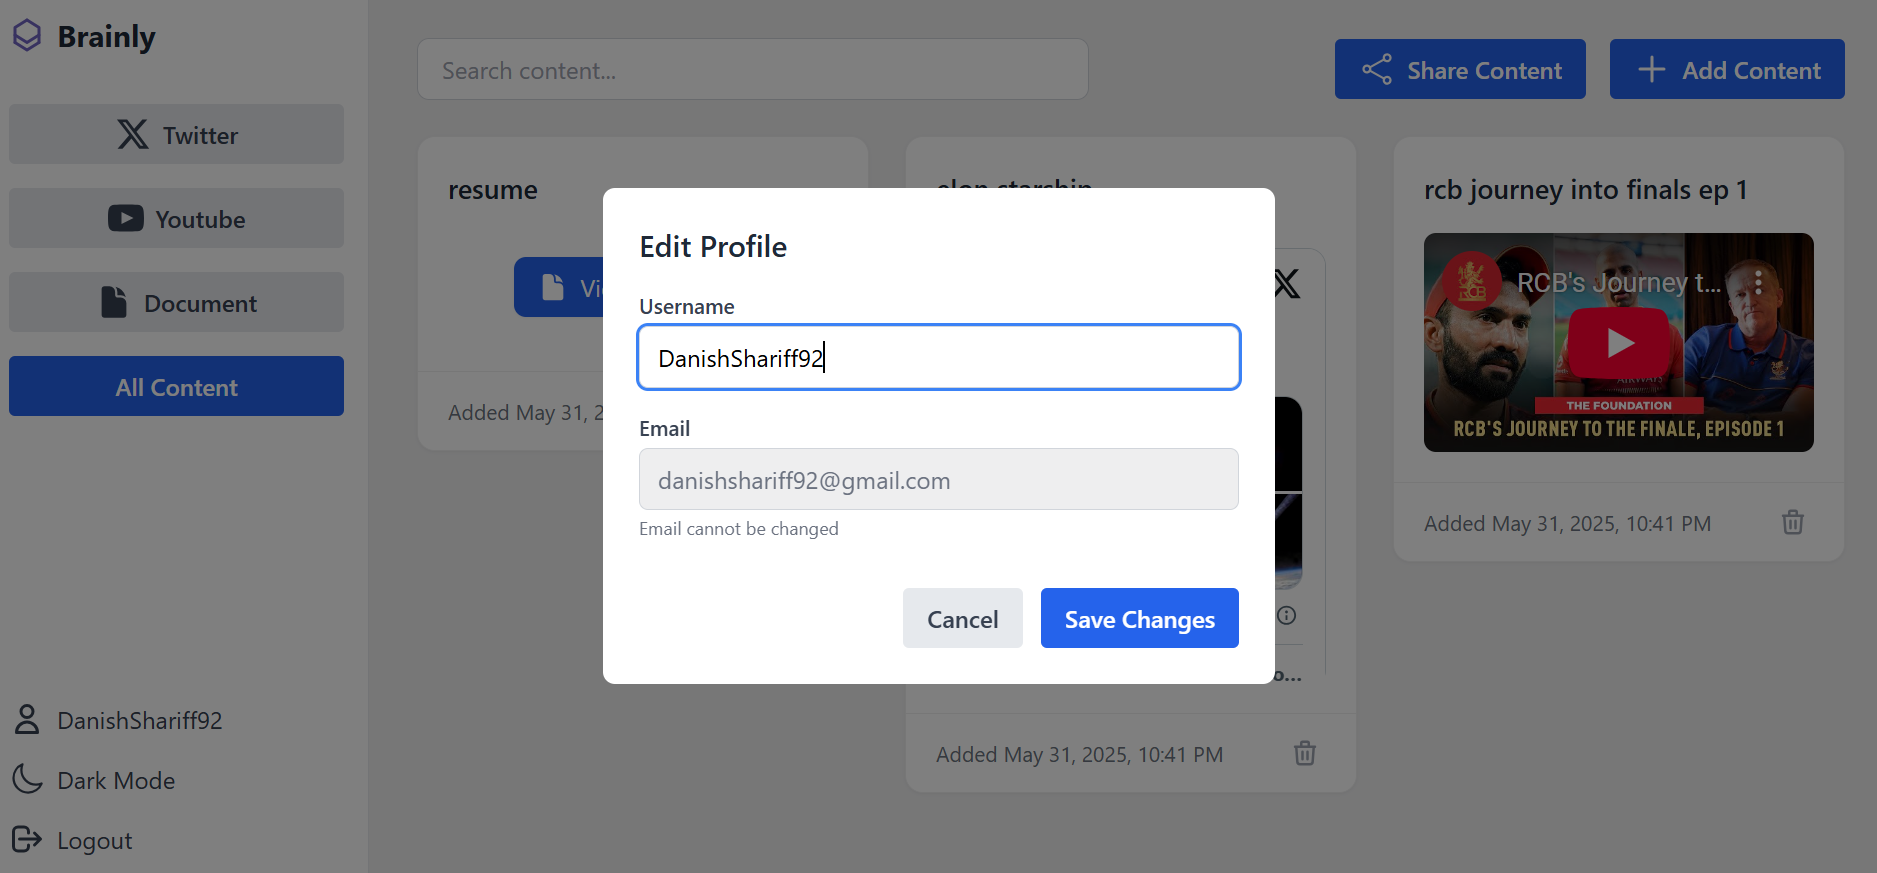 Brainly
Twitter
Youtube
Document
All Content
DanishShariff92
Dark Mode
Logout
Search content...
Share Content
Add Content
resume
Added May 31, 2
elon starship
rcb journey into finals ep 1
RCB's Journey t...
THE FOUNDATION
RCB'S JOURNEY TO THE FINALE, EPISODE 1
Added May 31, 2025, 10:41 PM
Added May 31, 2025, 10:41 PM
Edit Profile
Username
DanishShariff92
Email
danishshariff92@gmail.com
Email cannot be changed
Cancel
Save Changes